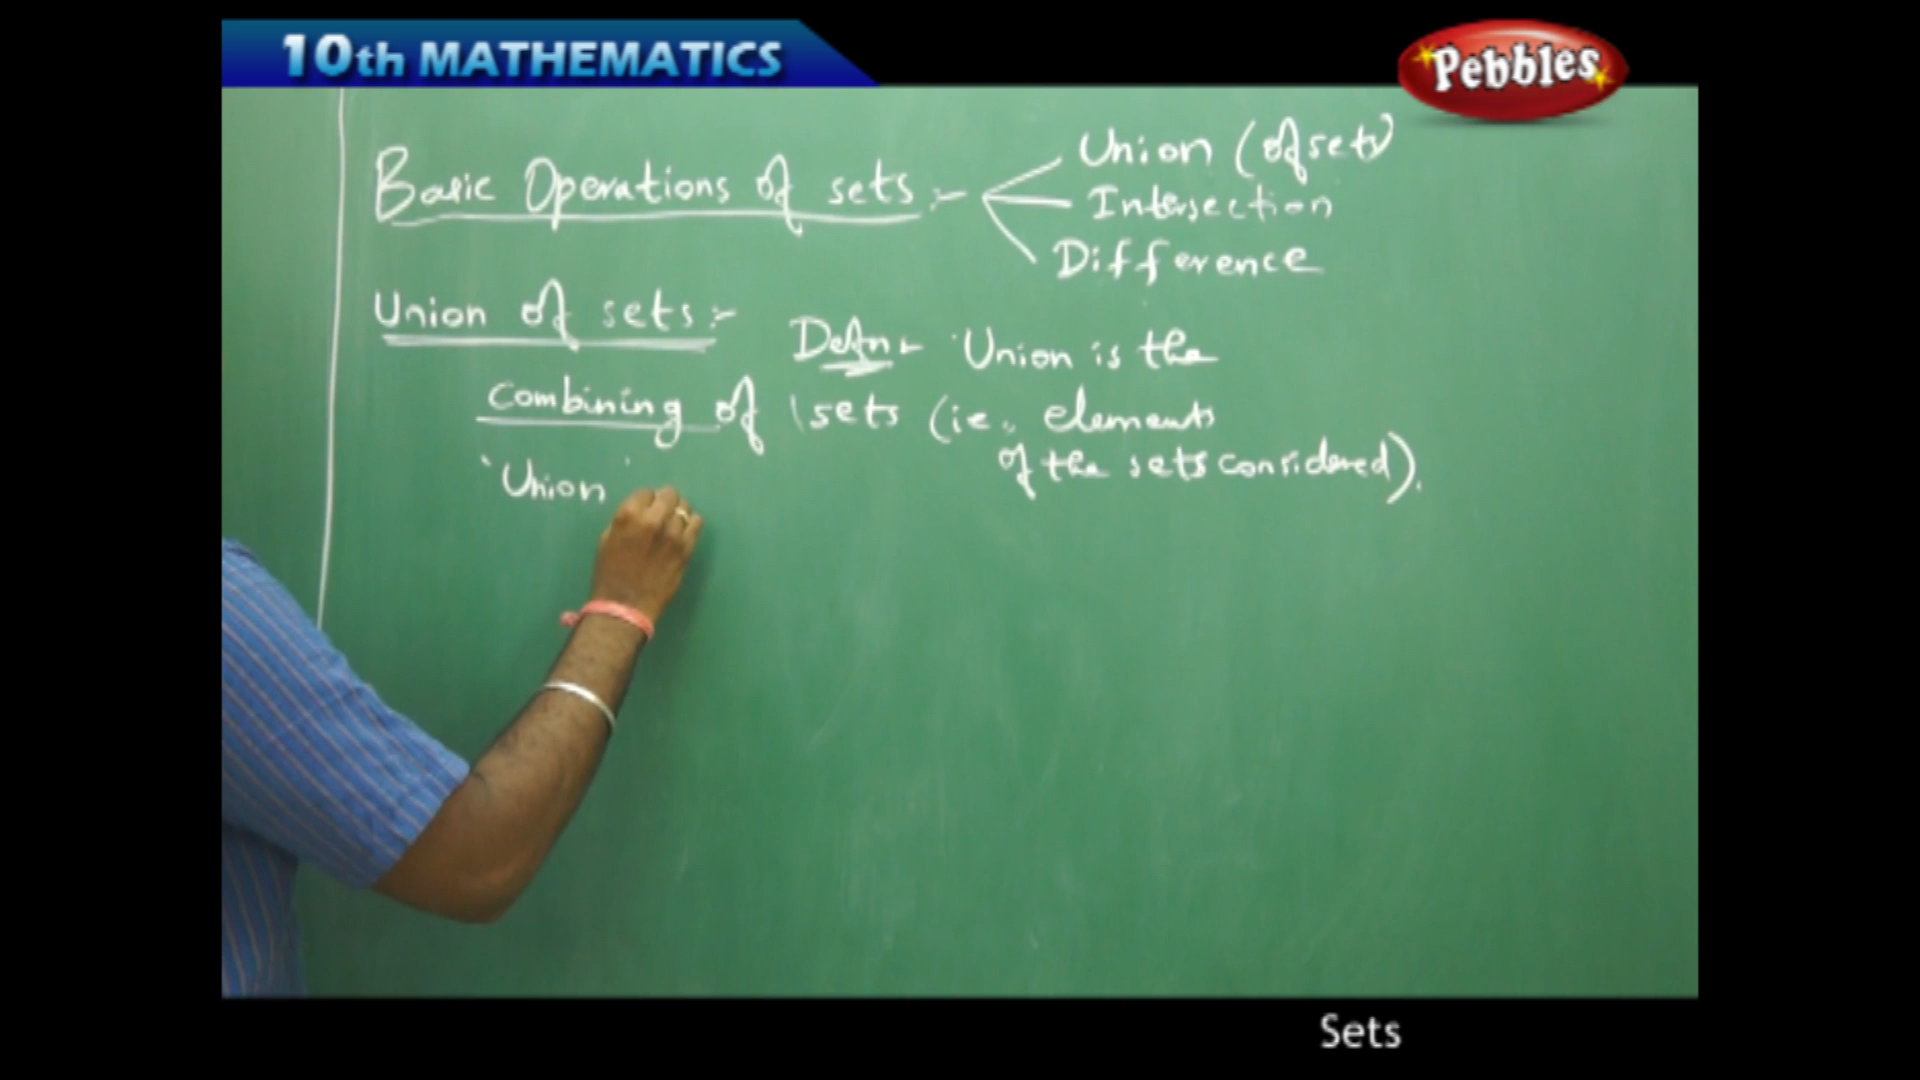 10th MATHEMATICS
Pebbles
Basic Operations of sets :-
Union (of sets)
Intersection
Difference
Union of sets :-
Defn :- 'Union is the
combining of sets (ie., elements
of the sets considered).
'Union'
Sets